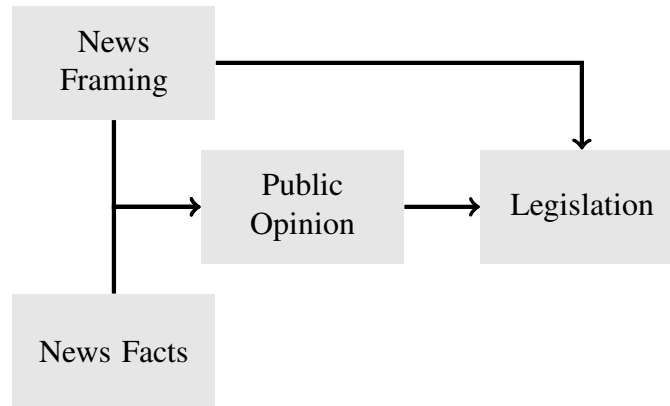 News
Framing
Public
Opinion
Legislation
News Facts